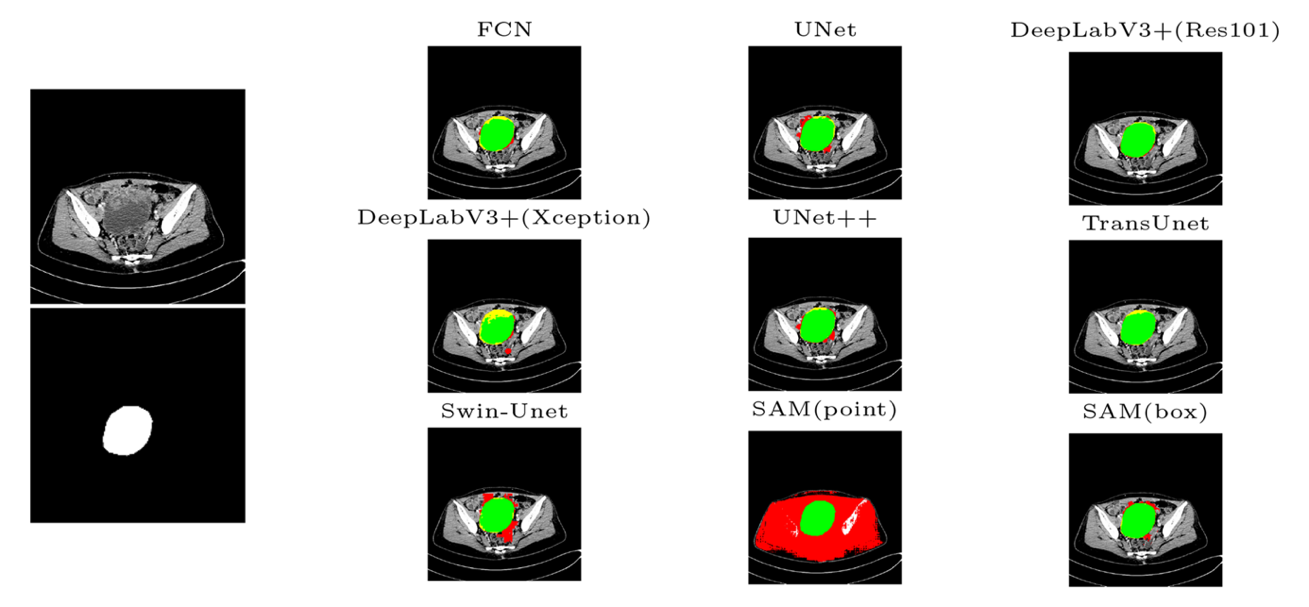 FCN
UNet
DeepLabV3+(Res101)
DeepLabV3+(Xception)
UNet++
TransUnet
Swin-Unet
SAM(point)
SAM(box)